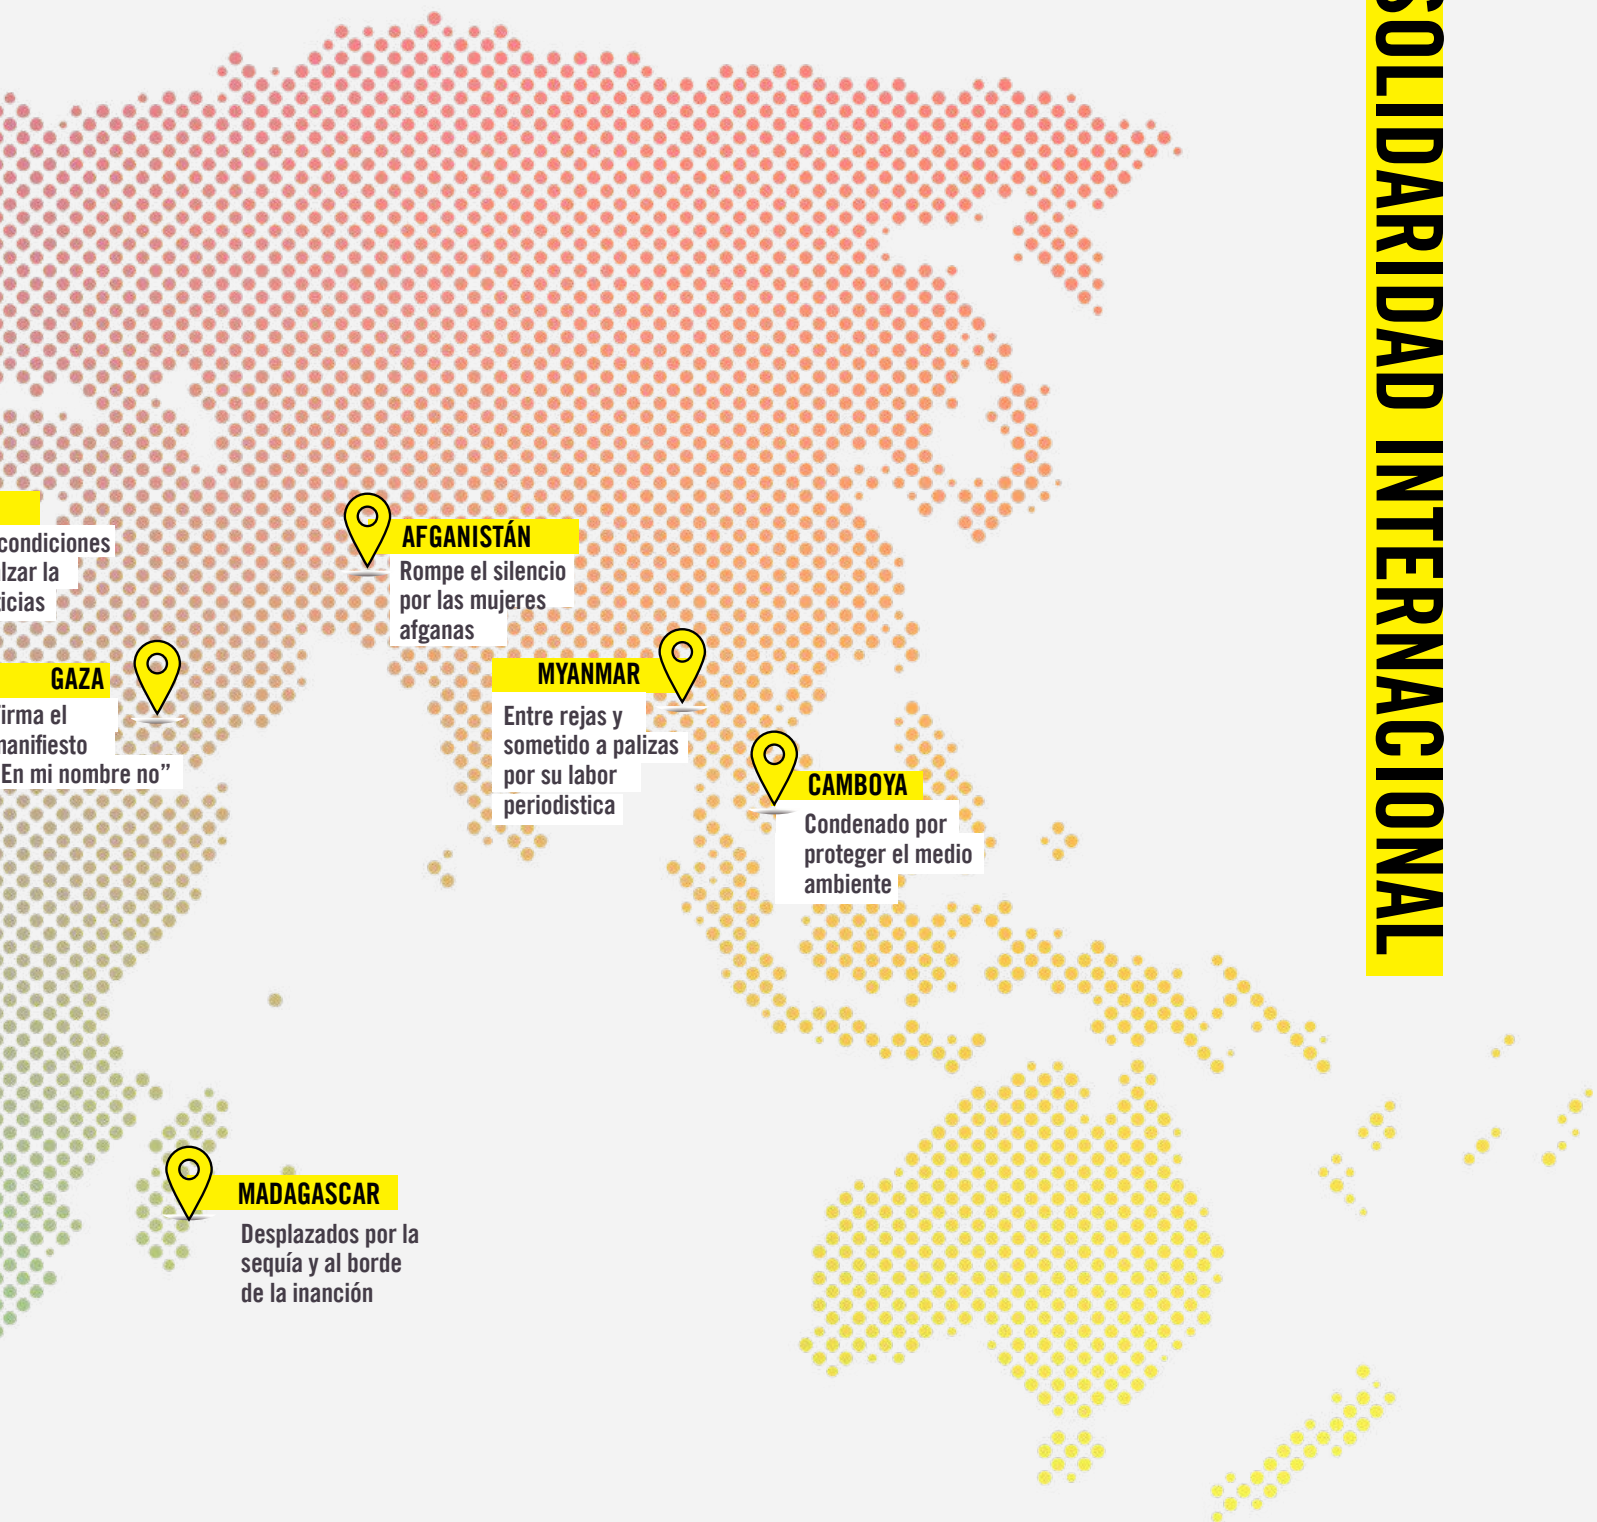 SOLIDARIDAD INTERNACIONAL
condiciones
lzar la
icias
AFGANISTÁN
Rompe el silencio
por las mujeres
afganas
GAZA
irma el
nanifiesto
En mi nombre no”
MYANMAR
Entre rejas y
sometido a palizas
por su labor
periodistica
CAMBOYA
Condenado por
proteger el medio
ambiente
MADAGASCAR
Desplazados por la
sequía y al borde
de la inanción